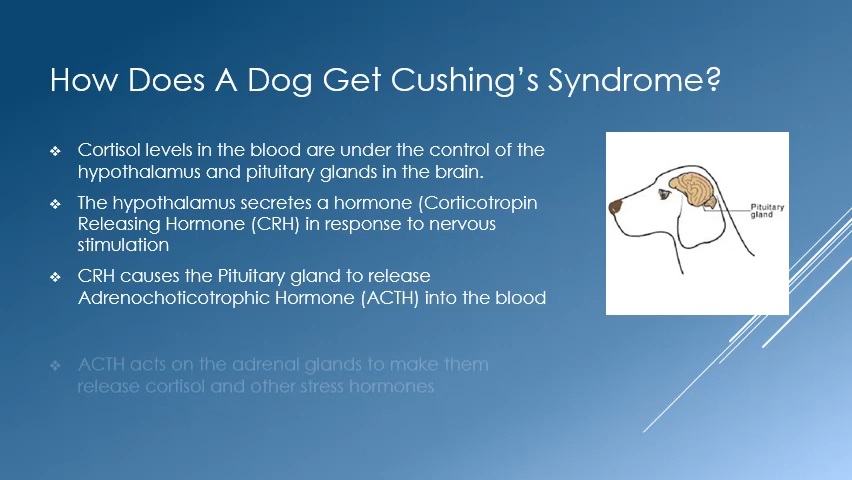 How Does A Dog Get Cushing's Syndrome?
❖ Cortisol levels in the blood are under the control of the
hypothalamus and pituitary glands in the brain.
❖ The hypothalamus secretes a hormone (Corticotropin
Releasing Hormone (CRH) in response to nervous
stimulation
❖ CRH causes the Pituitary gland to release
Adrenochoticotrophic Hormone (ACTH) into the blood
❖ ACTH acts on the adrenal glands to make them
release cortisol and other stress hormones
Pituitary
gland